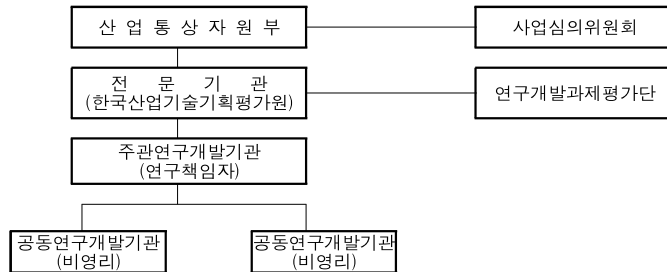 산 업 통 상 자 원 부
사업심의위원회
전 문 기 관
(한국산업기술기획평가원)
연구개발과제평가단
주관연구개발기관
(연구책임자)
공동연구개발기관
(비영리)
공동연구개발기관
(비영리)